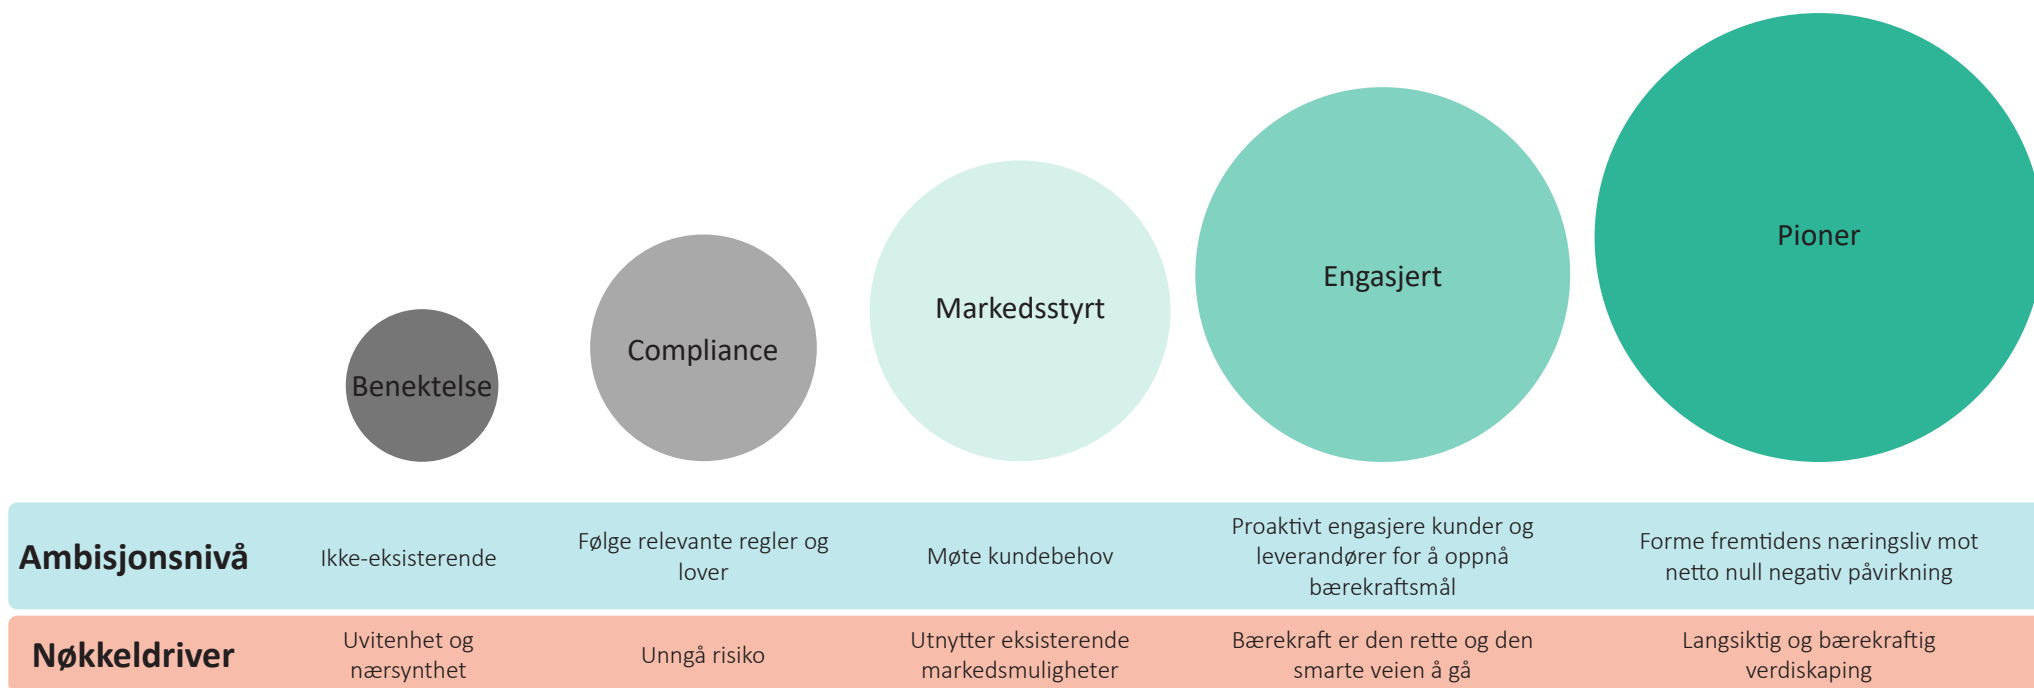 Benektelse
Compliance
Markedsstyrt
Engasjert
Pioner
Ambisjonsnivå
Ikke-eksisterende
Følge relevante regler og
lover
Møte kundebehov
Proaktivt engasjere kunder og
leverandører for å oppnå
bærekraftsmål
Forme fremtidens næringsliv mot
netto null negativ påvirkning
Nøkkeldriver
Uvitenhet og
nærsynthet
Unngå risiko
Utnytter eksisterende
markedsmuligheter
Bærekraft er den rette og den
smarte veien å gå
Langsiktig og bærekraftig
verdiskaping